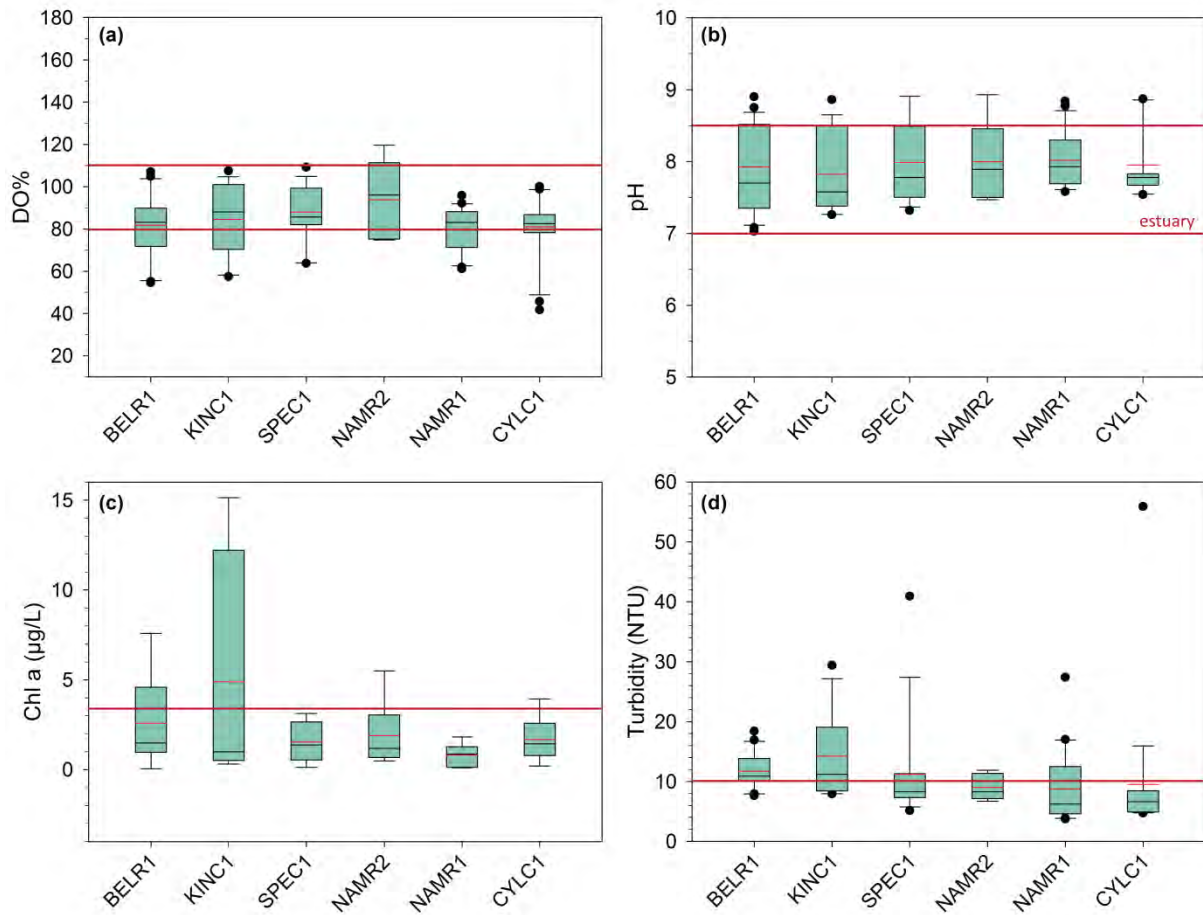 (a)
DO%
180
160
140
120
100
80
60
40
20
BELR1
KINC1
SPEC1
NAMR2
NAMR1
CYLC1
(b)
pH
10
9
8
7
6
5
estuary
BELR1
KINC1
SPEC1
NAMR2
NAMR1
CYLC1
(c)
Chl a (µg/L)
15
10
5
0
BELR1
KINC1
SPEC1
NAMR2
NAMR1
CYLC1
(d)
Turbidity (NTU)
60
50
40
30
20
10
0
BELR1
KINC1
SPEC1
NAMR2
NAMR1
CYLC1